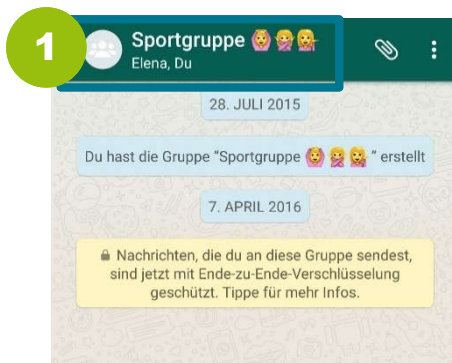 1
Sportgruppe 🙆🙅💁
Elena, Du
28. JULI 2015
Du hast die Gruppe "Sportgruppe 🙆🙅💁" erstellt
7. APRIL 2016
🔒 Nachrichten, die du an diese Gruppe sendest,
sind jetzt mit Ende-zu-Ende-Verschlüsselung
geschützt. Tippe für mehr Infos.